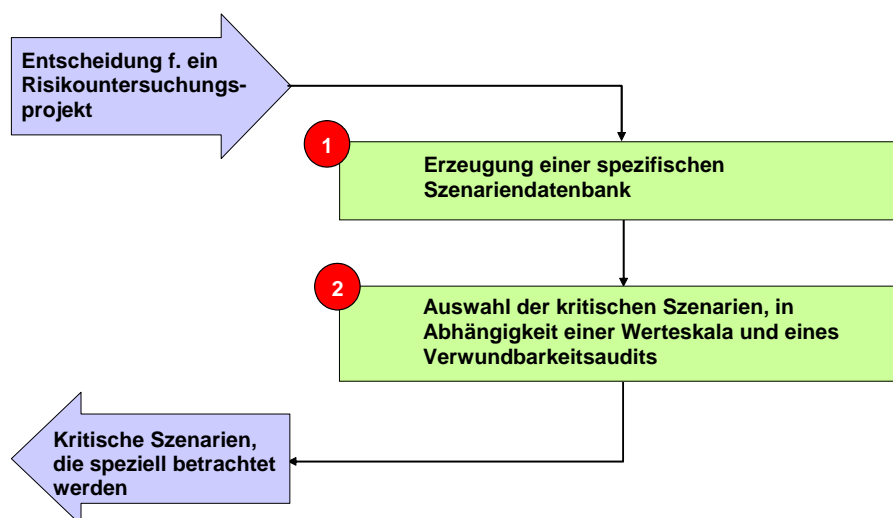 Entscheidung f. ein
Risikountersuchungs-
projekt
1
Erzeugung einer spezifischen
Szenariendatenbank
2
Auswahl der kritischen Szenarien, in
Abhängigkeit einer Werteskala und eines
Verwundbarkeitsaudits
Kritische Szenarien,
die speziell betrachtet
werden